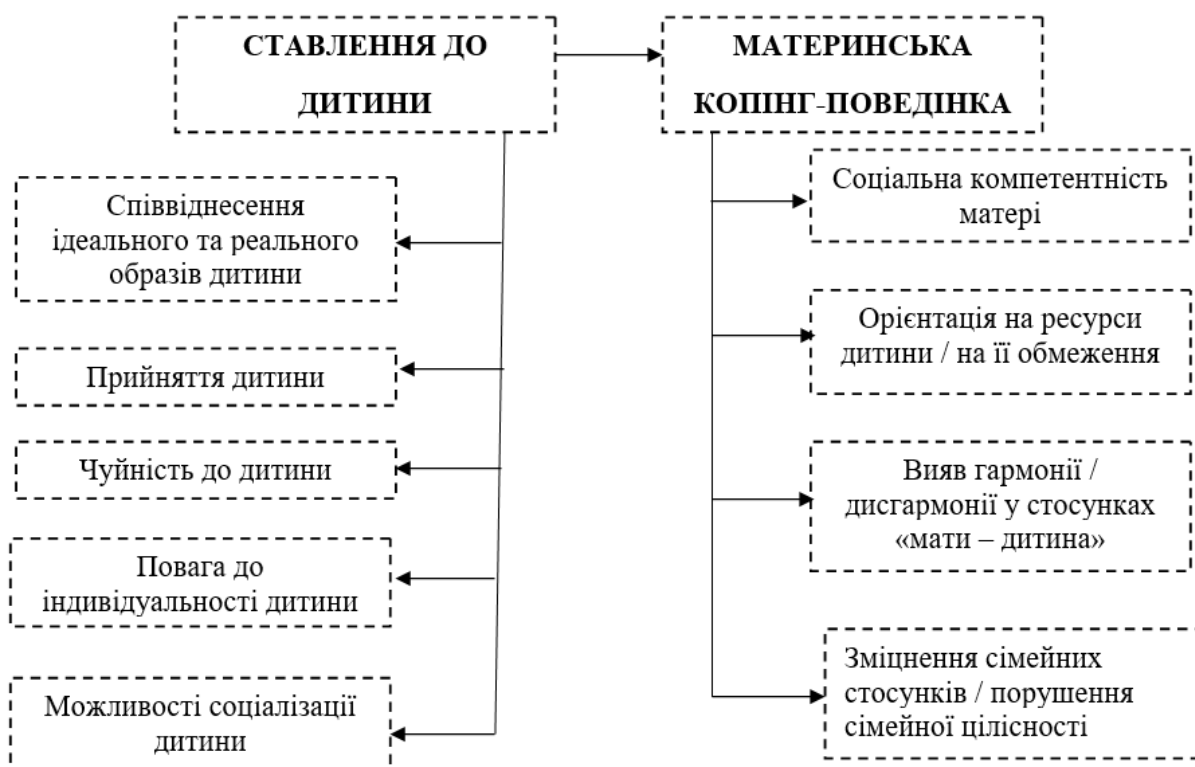 СТАВЛЕННЯ ДО
ДИТИНИ
МАТЕРИНСЬКА
КОПІНГ-ПОВЕДІНКА
Співвіднесення
ідеального та реального
образів дитини
Прийняття дитини
Чуйність до дитини
Повага до
індивідуальності дитини
Можливості соціалізації
дитини
Соціальна компетентність
матері
Орієнтація на ресурси
дитини / на її обмеження
Вияв гармонії /
дисгармонії у стосунках
«мати – дитина»
Зміцнення сімейних
стосунків / порушення
сімейної цілісності